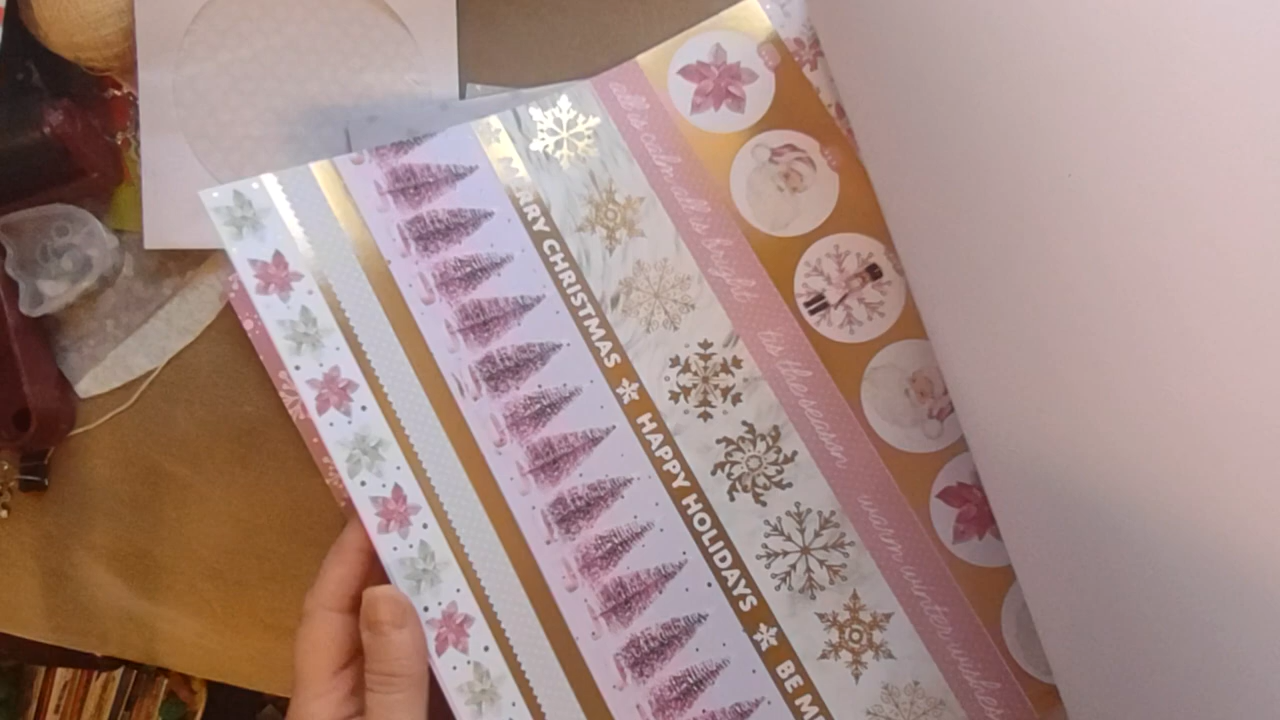 MERRY CHRISTMAS HAPPY HOLIDAYS BE
all is calm all is bright tis the season warm winter wishes